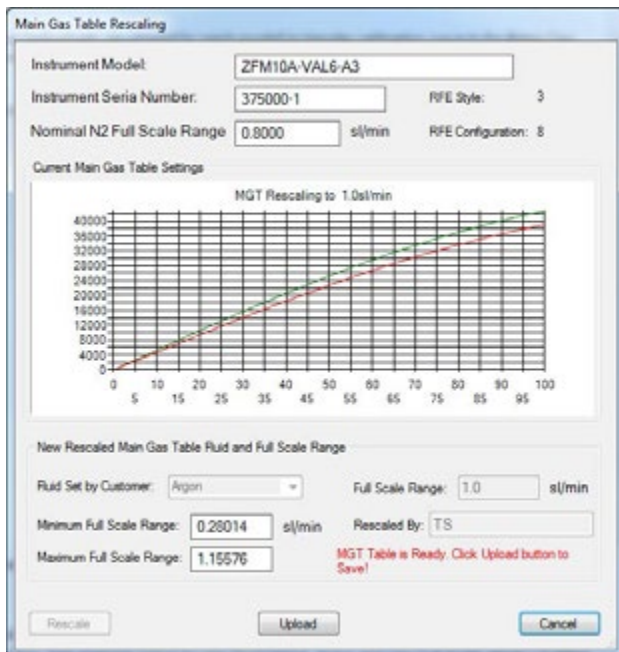 Main Gas Table Rescaling
Instrument Model: ZFM10A-VAL6-A3
Instrument Seria Number: 375000-1 RFE Style: 3
Nominal N2 Full Scale Range 0.8000 sl/min RFE Configuration: 8
Current Main Gas Table Settings
MGT Rescaling to 1.0sl/min
40000
36000
32000
28000
24000
20000
16000
12000
8000
4000
0
0 10 20 30 40 50 60 70 80 90 100
5 15 25 35 45 55 65 75 85 95
New Rescaled Main Gas Table Fluid and Full Scale Range
Fluid Set by Customer: Argon Full Scale Range: 1.0 sl/min
Minimum Full Scale Range: 0.28014 sl/min Rescaled By: TS
Maximum Full Scale Range: 1.15576 MGT Table is Ready. Click Upload button to
Save!
Rescale Upload Cancel